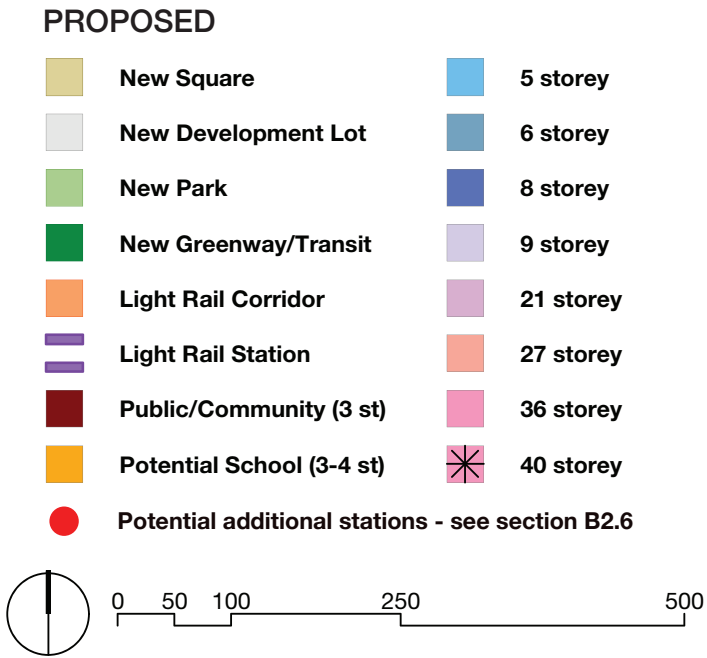 PROPOSED
New Square
5 storey
New Development Lot
6 storey
New Park
8 storey
New Greenway/Transit
9 storey
Light Rail Corridor
21 storey
Light Rail Station
27 storey
Public/Community (3 st)
36 storey
Potential School (3-4 st)
40 storey
Potential additional stations - see section B2.6
0 50 100 250 500